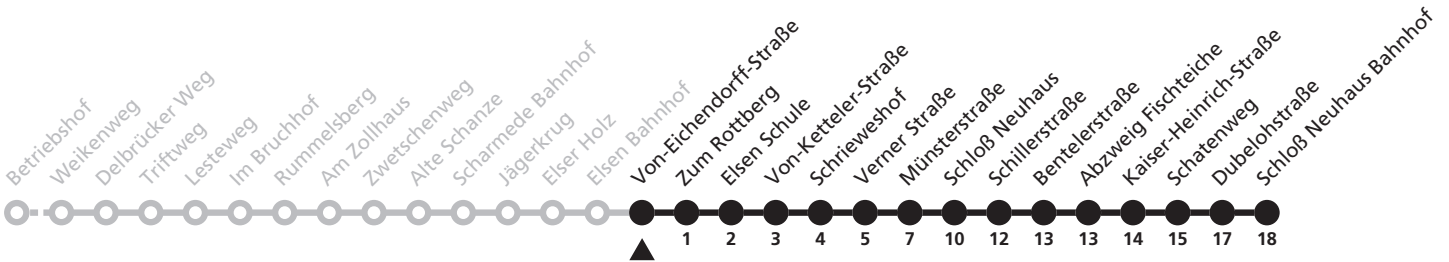 Betriebshof
Weikenweg
Delbrücker Weg
Triftweg
Lesteweg
Im Bruchhof
Rummelsberg
Am Zollhaus
Zwetschenweg
Alte Schanze
Scharmede Bahnhof
Jägerkrug
Elser Holz
Elsen Bahnhof
Von-Eichendorff-Straße
Zum Rottberg
Elsen Schule
Von-Ketteler-Straße
Schrieweshof
Verner Straße
Münsterstraße
Schloß Neuhaus
Schillerstraße
Bentelerstraße
Abzweig Fischteiche
Kaiser-Heinrich-Straße
Schatenweg
Dubelohstraße
Schloß Neuhaus Bahnhof
1 2 3 4 5 7 10 12 13 13 14 15 17 18